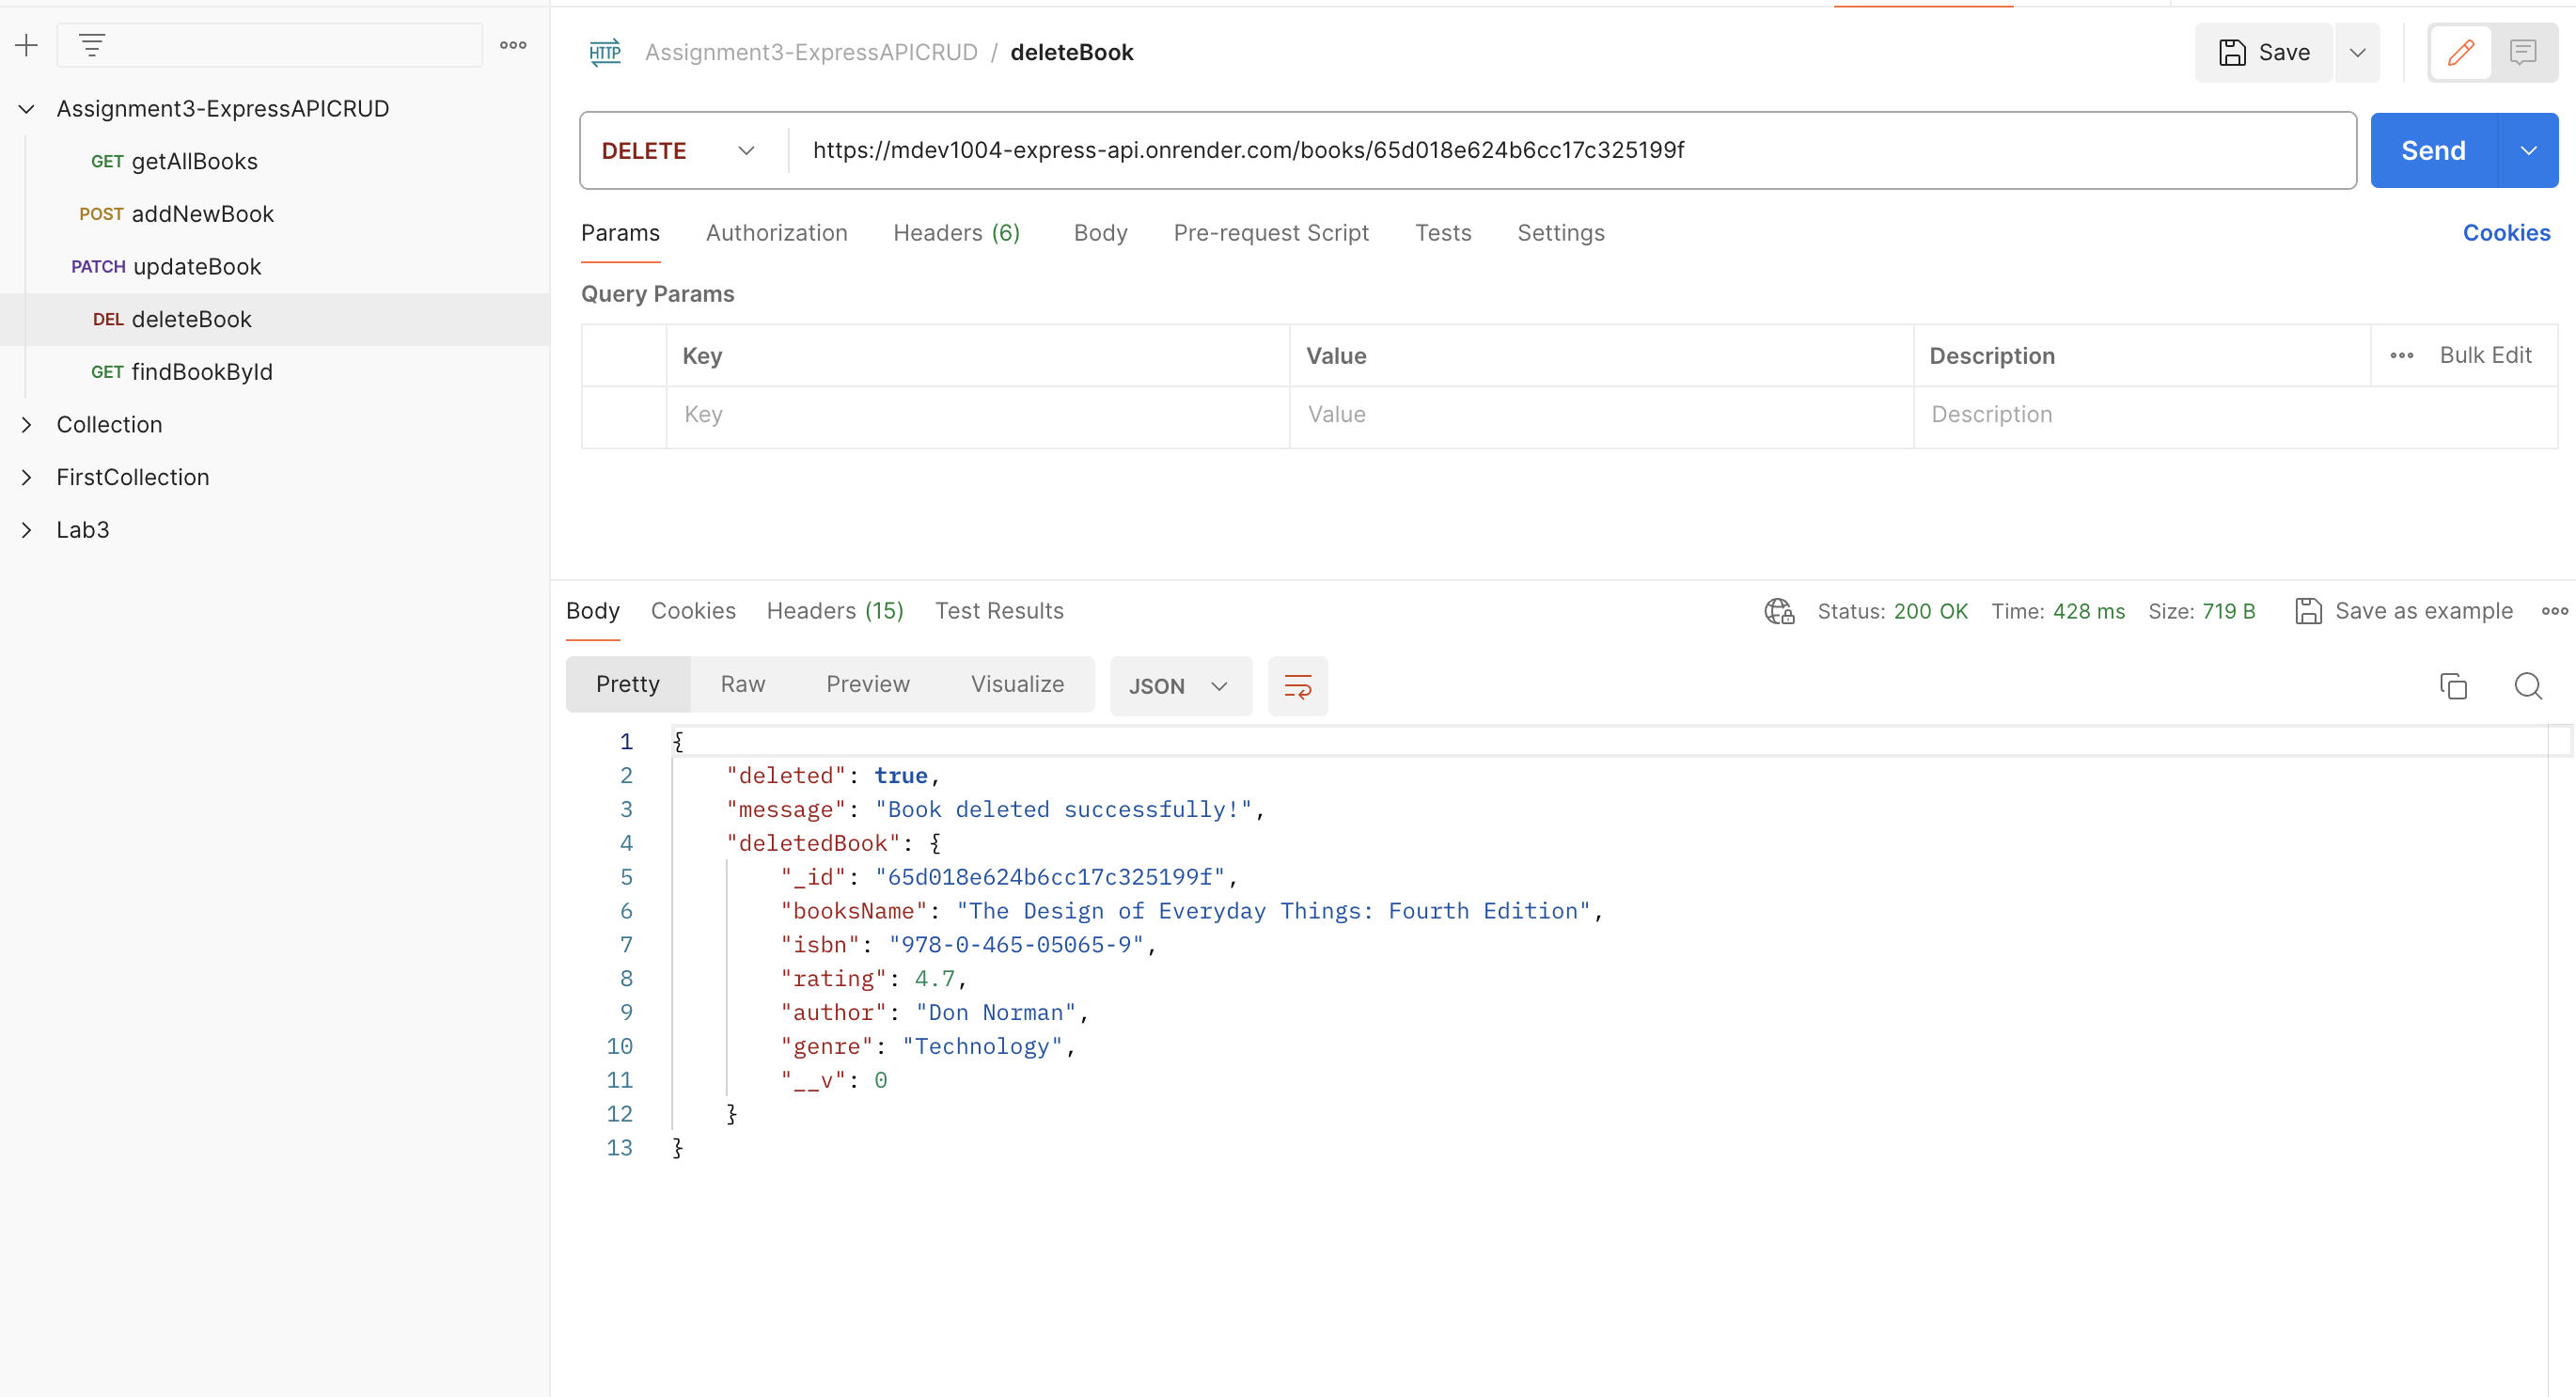 Assignment3-ExpressAPICRUD
GET getAllBooks
POST addNewBook
PATCH updateBook
DEL deleteBook
GET findBookById
Collection
FirstCollection
Lab3
HTTP Assignment3-ExpressAPICRUD / deleteBook
Save
DELETE https://mdev1004-express-api.onrender.com/books/65d018e624b6cc17c325199f
Send
Params Authorization Headers (6) Body Pre-request Script Tests Settings Cookies
Query Params
Key Value Description Bulk Edit
Key Value Description
Body Cookies Headers (15) Test Results Status: 200 OK Time: 428 ms Size: 719 B Save as example
Pretty Raw Preview Visualize JSON
1 {
2 "deleted": true,
3 "message": "Book deleted successfully!",
4 "deletedBook": {
5 "_id": "65d018e624b6cc17c325199f",
6 "booksName": "The Design of Everyday Things: Fourth Edition",
7 "isbn": "978-0-465-05065-9",
8 "rating": 4.7,
9 "author": "Don Norman",
10 "genre": "Technology",
11 "__v": 0
12 }
13 }